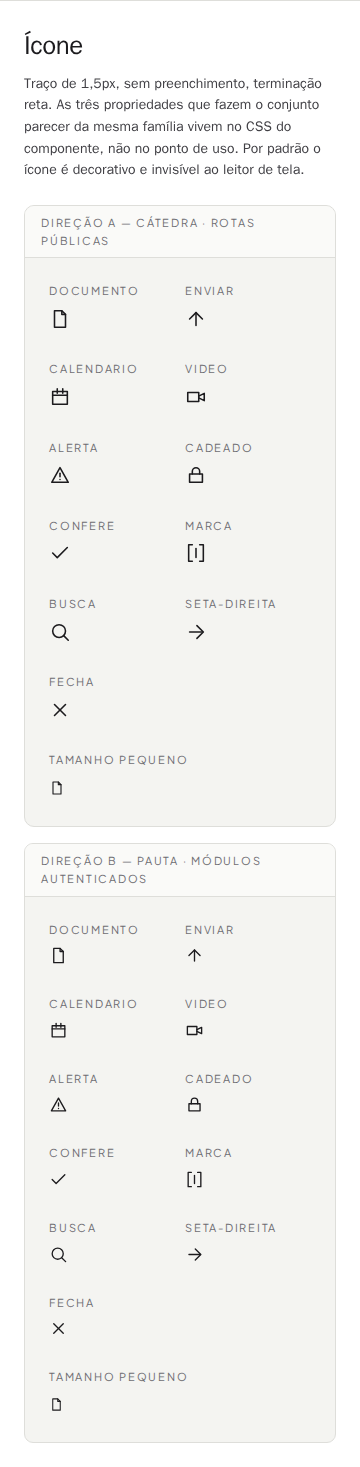 Ícone
Traço de 1,5px, sem preenchimento, terminação
reta. As três propriedades que fazem o conjunto
parecer da mesma família vivem no CSS do
componente, não no ponto de uso. Por padrão o
ícone é decorativo e invisível ao leitor de tela.
DIREÇÃO A — CÁTEDRA · ROTAS
PÚBLICAS
DOCUMENTO
ENVIAR
CALENDARIO
VIDEO
ALERTA
CADEADO
CONFERE
MARCA
BUSCA
SETA-DIREITA
FECHA
TAMANHO PEQUENO
DIREÇÃO B — PAUTA · MÓDULOS
AUTENTICADOS
DOCUMENTO
ENVIAR
CALENDARIO
VIDEO
ALERTA
CADEADO
CONFERE
MARCA
BUSCA
SETA-DIREITA
FECHA
TAMANHO PEQUENO